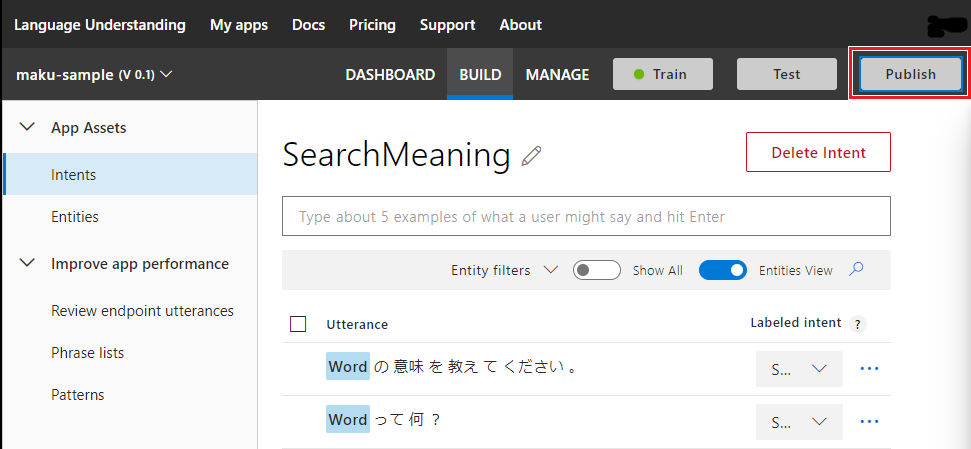 Language Understanding My apps Docs Pricing Support About
maku-sample (V 0.1) DASHBOARD BUILD MANAGE Train Test Publish
App Assets
Intents
Entities
Improve app performance
Review endpoint utterances
Phrase lists
Patterns
SearchMeaning Delete Intent
Type about 5 examples of what a user might say and hit Enter
Entity filters Show All Entities View
Utterance Labeled intent ?
Word の 意味 を 教え て ください 。 S... ...
Word って 何 ? S... ...